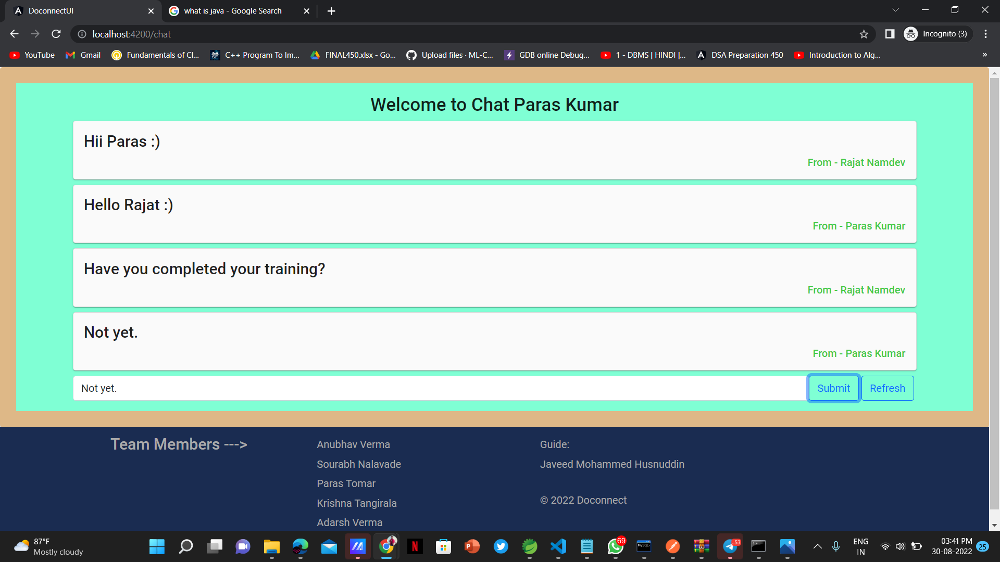 DoconnectUI
what is java - Google Search
localhost:4200/chat
Incognito (3)
YouTube
Gmail
Fundamentals of Cl...
C++ Program To Im...
FINAL450.xlsx - Go...
Upload files · ML-C...
GDB online Debug...
1 - DBMS | HINDI |...
DSA Preparation 450
Introduction to Alg...
»
Welcome to Chat Paras Kumar
Hii Paras :)
From - Rajat Namdev
Hello Rajat :)
From - Paras Kumar
Have you completed your training?
From - Rajat Namdev
Not yet.
From - Paras Kumar
Not yet.
Submit
Refresh
Team Members --->
Anubhav Verma
Sourabh Nalavade
Paras Tomar
Krishna Tangirala
Adarsh Verma
Guide:
Javeed Mohammed Husnuddin
© 2022 Doconnect
87°F
Mostly cloudy
69
.53
ENG
IN
03:41 PM
30-08-2022
25